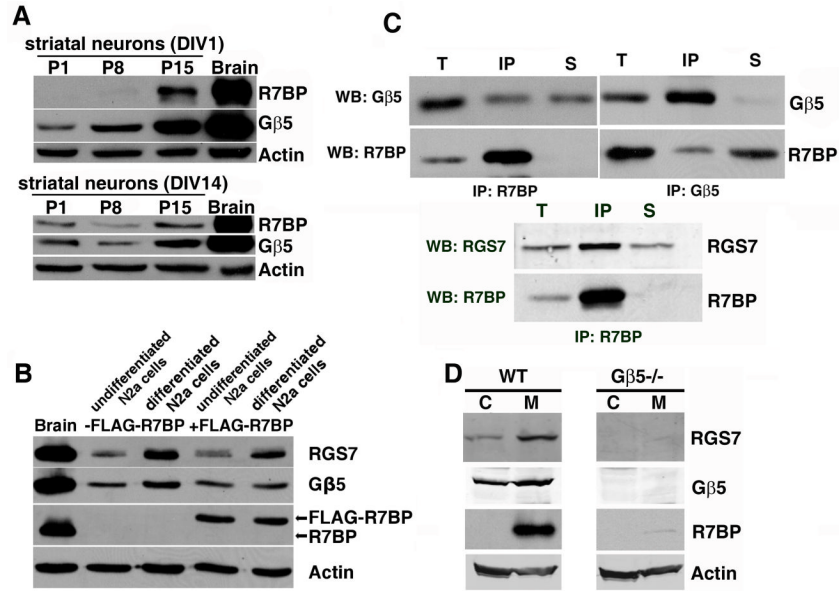 A
striatal neurons (DIV1)
P1 P8 P15 Brain
R7BP
Gβ5
Actin
striatal neurons (DIV14)
P1 P8 P15 Brain
R7BP
Gβ5
Actin
C
T IP S T IP S
WB: Gβ5 Gβ5
WB: R7BP R7BP
IP: R7BP IP: Gβ5
T IP S
WB: RGS7 RGS7
WB: R7BP R7BP
IP: R7BP
B
undifferentiated
N2a cells
differentiated
N2a cells
undifferentiated
N2a cells
differentiated
N2a cells
Brain -FLAG-R7BP +FLAG-R7BP
RGS7
Gβ5
←FLAG-R7BP
←R7BP
Actin
D
WT Gβ5-/-
C M C M
RGS7
Gβ5
R7BP
Actin